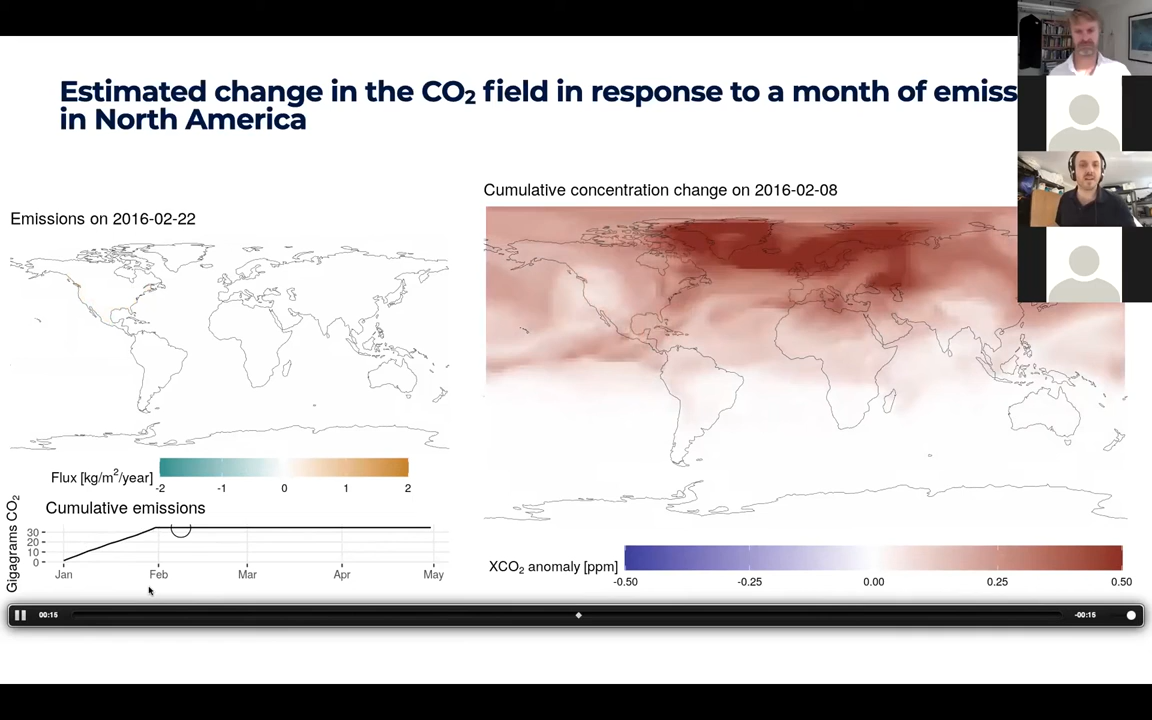 Estimated change in the CO₂ field in response to a month of emiss
in North America
Cumulative concentration change on 2016-02-08
Emissions on 2016-02-22
Flux [kg/m²/year]
-2 -1 0 1 2
Cumulative emissions
Gigagrams CO₂
30
20
10
0
Jan Feb Mar Apr May
XCO₂ anomaly [ppm]
-0.50 -0.25 0.00 0.25 0.50
00:15 -00:15